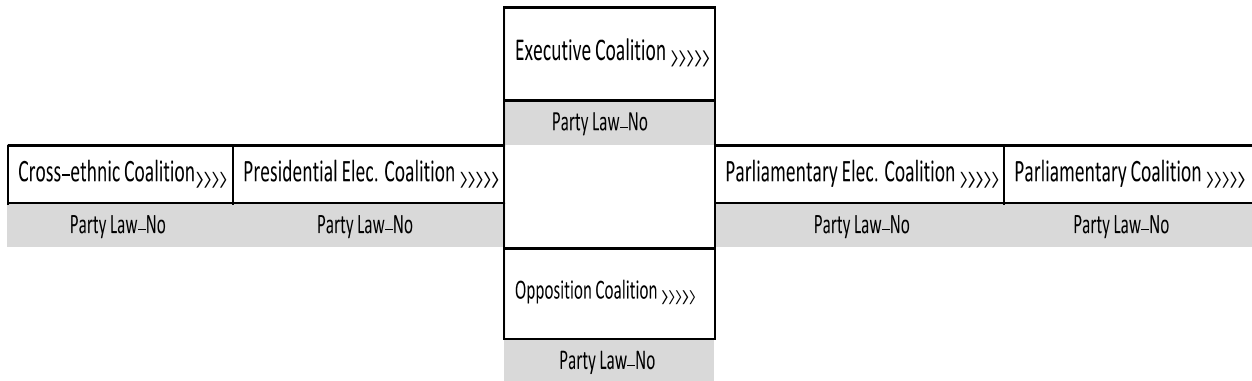 Executive Coalition >>>>>
Party Law–No
Cross–ethnic Coalition>>>> Presidential Elec. Coalition >>>>> Parliamentary Elec. Coalition >>>>> Parliamentary Coalition >>>>>
Party Law–No Party Law–No Party Law–No Party Law–No
Opposition Coalition >>>>>
Party Law–No